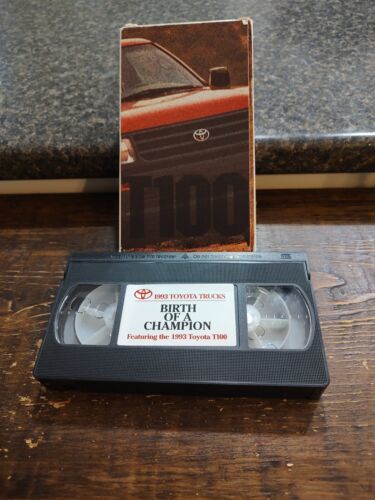 T100
1993 TOYOTA TRUCKS
BIRTH
OF A
CHAMPION
Featuring the 1993 Toyota T100